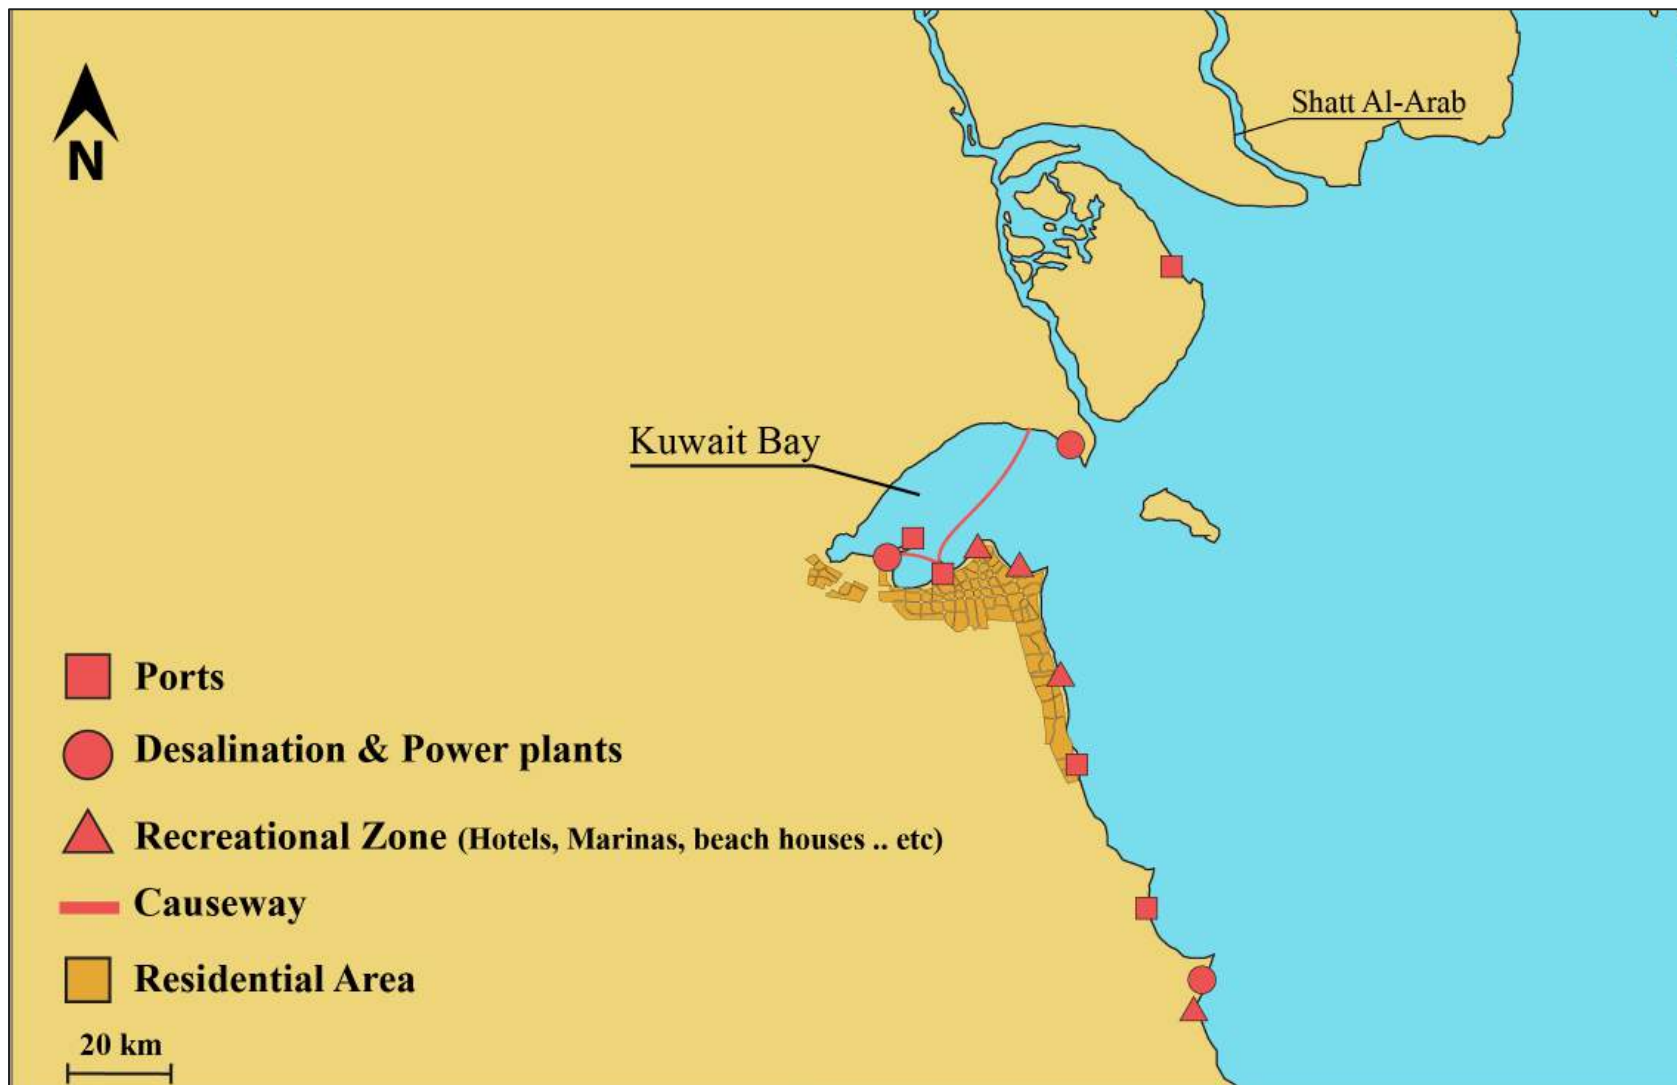 Shatt Al-Arab
N
Kuwait Bay
Ports
Desalination & Power plants
Recreational Zone (Hotels, Marinas, beach houses .. etc)
Causeway
Residential Area
20 km